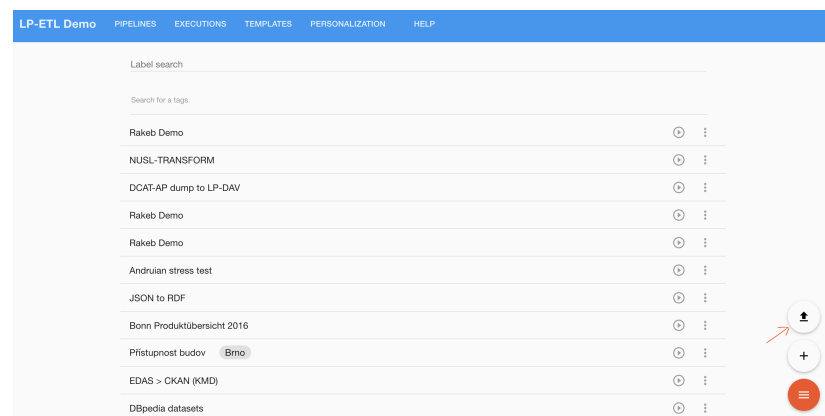 LP-ETL Demo PIPELINES EXECUTIONS TEMPLATES PERSONALIZATION HELP
Label search
Search for a tags.
Rakeb Demo
NUSL-TRANSFORM
DCAT-AP dump to LP-DAV
Rakeb Demo
Rakeb Demo
Andruian stress test
JSON to RDF
Bonn Produktübersicht 2016
Přístupnost budov Brno
EDAS > CKAN (KMD)
DBpedia datasets